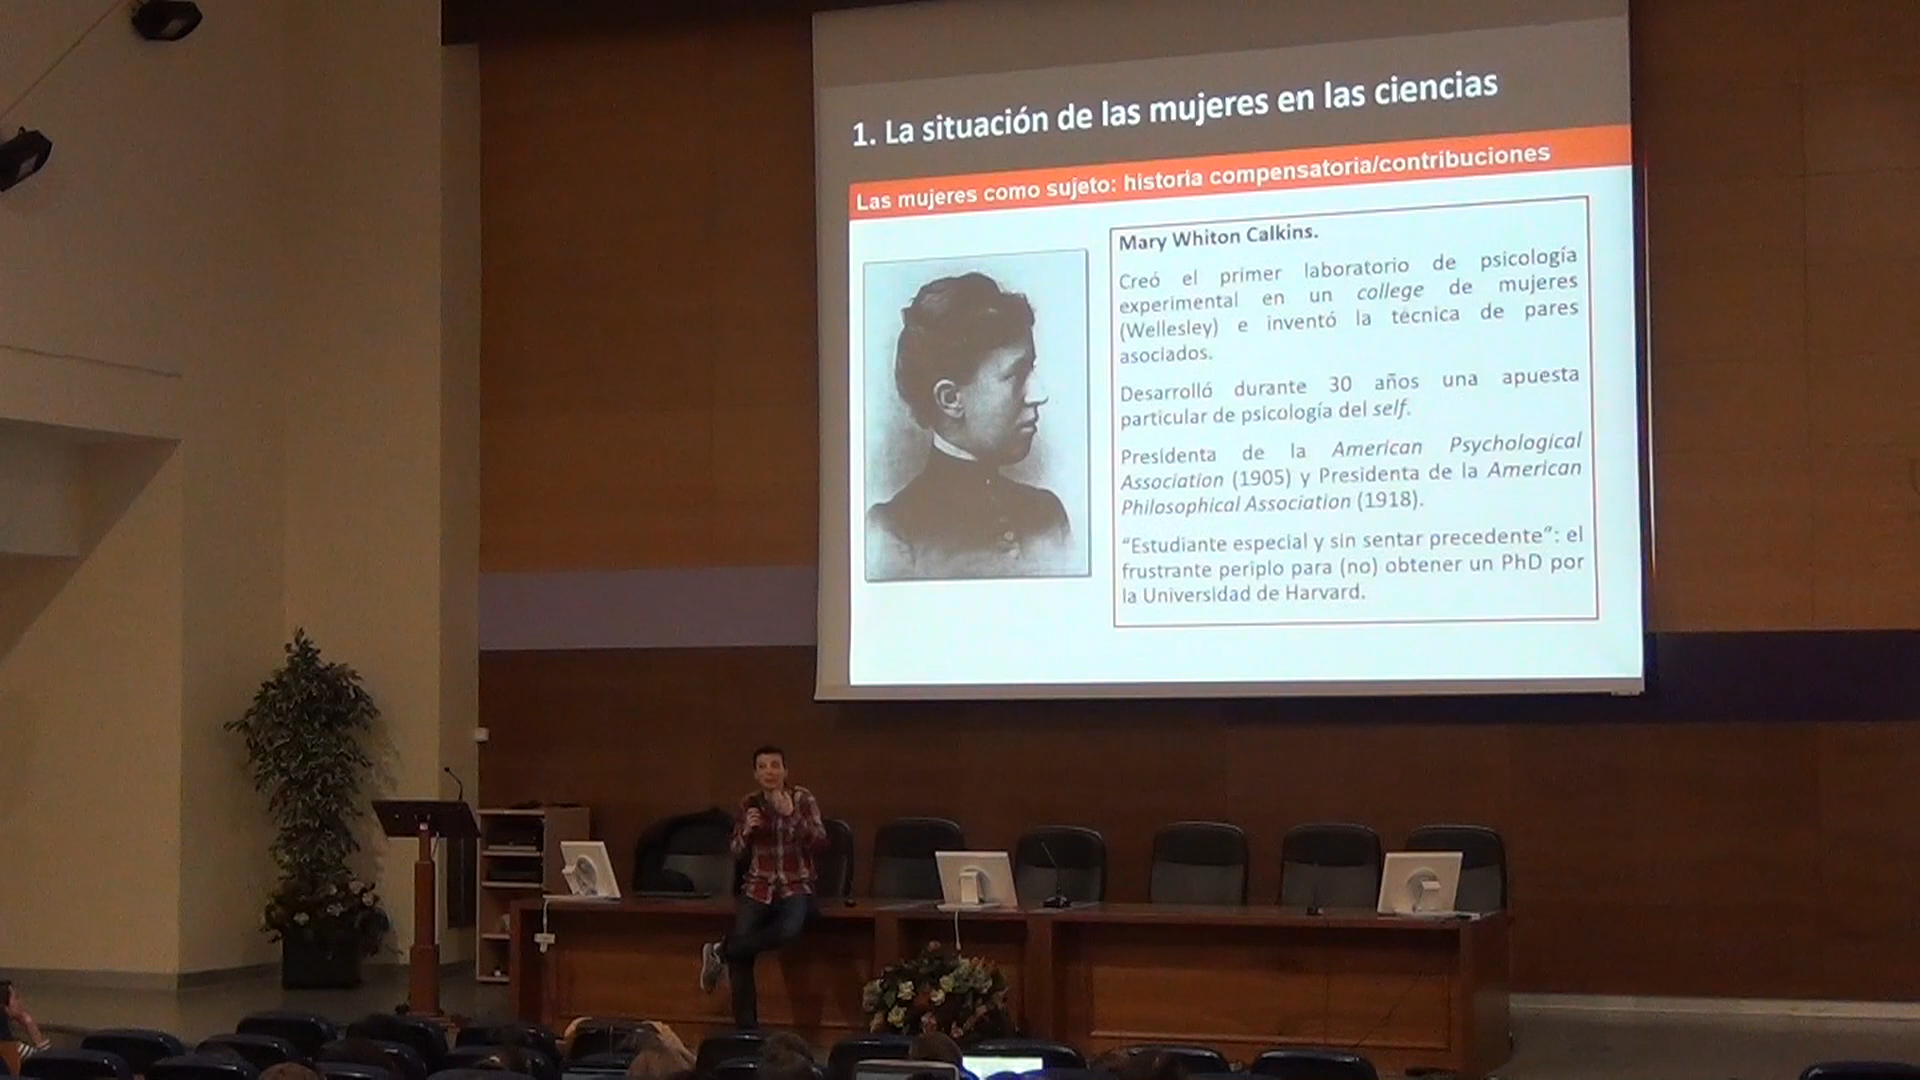 1. La situación de las mujeres en las ciencias
Las mujeres como sujeto: historia compensatoria/contribuciones
Mary Whiton Calkins.
Creó el primer laboratorio de psicología
experimental en un college de mujeres
(Wellesley) e inventó la técnica de pares
asociados.
Desarrolló durante 30 años una apuesta
particular de psicología del self.
Presidenta de la American Psychological
Association (1905) y Presidenta de la American
Philosophical Association (1918).
“Estudiante especial y sin sentar precedente”: el
frustrante periplo para (no) obtener un PhD por
la Universidad de Harvard.